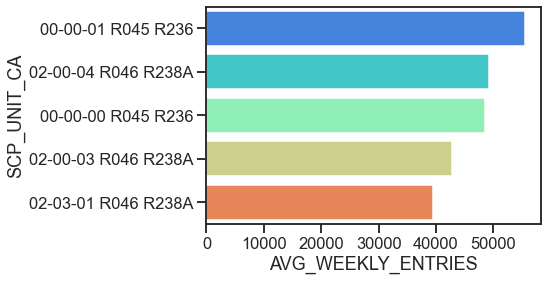 SCP_UNIT_CA
00-00-01 R045 R236
02-00-04 R046 R238A
00-00-00 R045 R236
02-00-03 R046 R238A
02-03-01 R046 R238A
0 10000 20000 30000 40000 50000
AVG_WEEKLY_ENTRIES